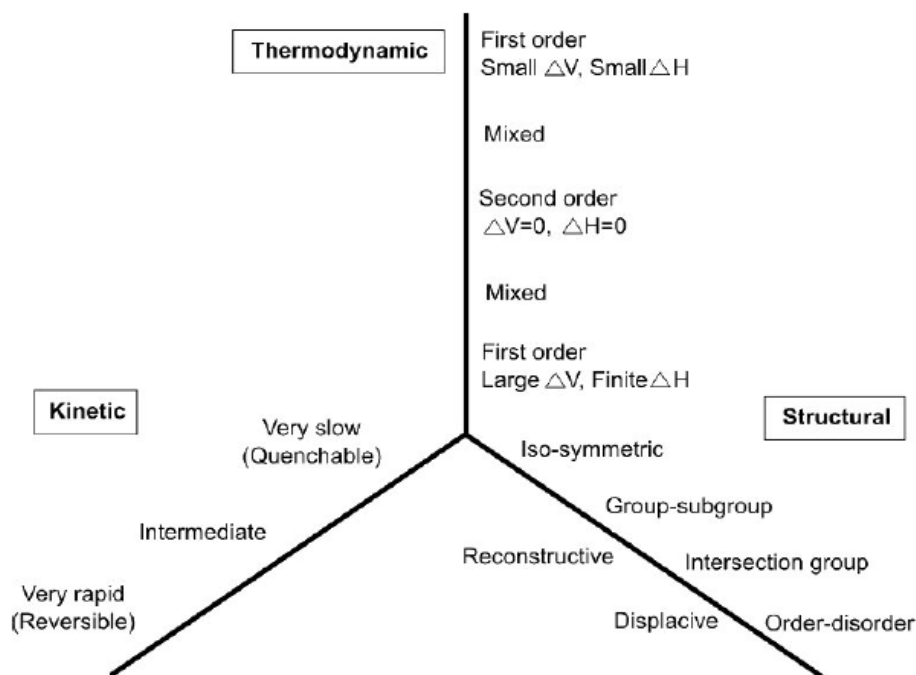 Thermodynamic
First order
Small △V, Small △H
Mixed
Second order
△V=0, △H=0
Mixed
First order
Large △V, Finite △H
Kinetic
Very slow
(Quenchable)
Intermediate
Very rapid
(Reversible)
Structural
Iso-symmetric
Group-subgroup
Reconstructive
Intersection group
Displacive
Order-disorder